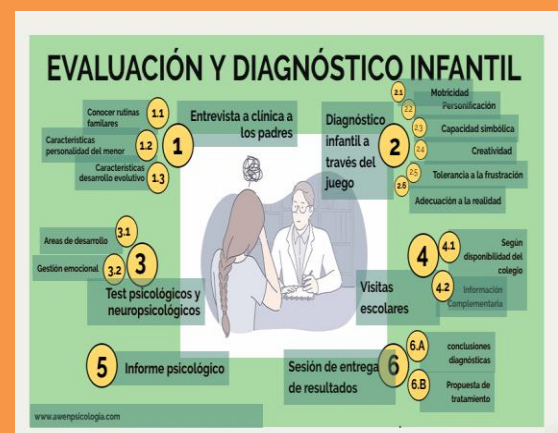 EVALUACIÓN Y DIAGNÓSTICO INFANTIL
1
Entrevista a clínica a
los padres
1.1
Conocer rutinas
familares
1.2
Características
personalidad del menor
1.3
Características
desarrollo evolutivo
2
Diagnóstico
infantil a
través del
juego
2.1
Motricidad
2.2
Personificación
2.3
Capacidad simbólica
2.4
Creatividad
2.5
Tolerancia a la frustración
2.6
Adecuación a la realidad
3
Test psicológicos y
neuropsicológicos
3.1
Areas de desarrollo
3.2
Gestión emocional
4
Visitas
escolares
4.1
Según
disponibilidad del
colegio
4.2
Información
Complementaria
5
Informe psicológico
6
Sesión de entrega
de resultados
6.A
conclusiones
diagnósticas
6.B
Propuesta de
tratamiento
www.awenpsicologia.com